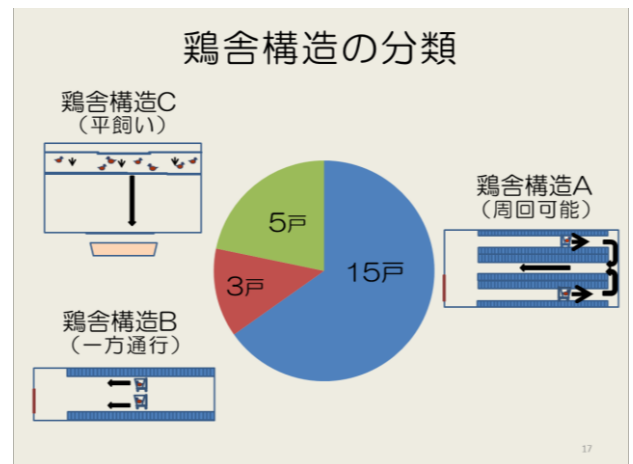 鶏舎構造の分類
鶏舎構造C
（平飼い）
鶏舎構造A
（周回可能）
5戸
15戸
3戸
鶏舎構造B
（一方通行）
17